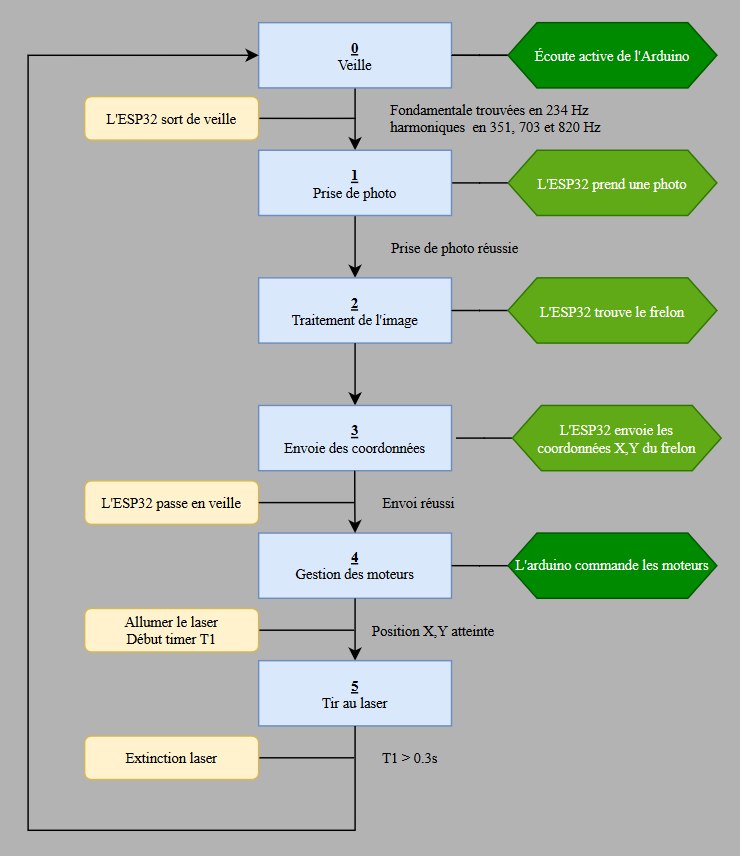 0
Veille
Écoute active de l'Arduino
L'ESP32 sort de veille
Fondamentale trouvées en 234 Hz
harmoniques en 351, 703 et 820 Hz
1
Prise de photo
L'ESP32 prend une photo
Prise de photo réussie
2
Traitement de l'image
L'ESP32 trouve le frelon
3
Envoie des coordonnées
L'ESP32 envoie les
coordonnées X,Y du frelon
L'ESP32 passe en veille
Envoi réussi
4
Gestion des moteurs
L'arduino commande les moteurs
Allumer le laser
Début timer T1
Position X,Y atteinte
5
Tir au laser
Extinction laser
T1 > 0.3s